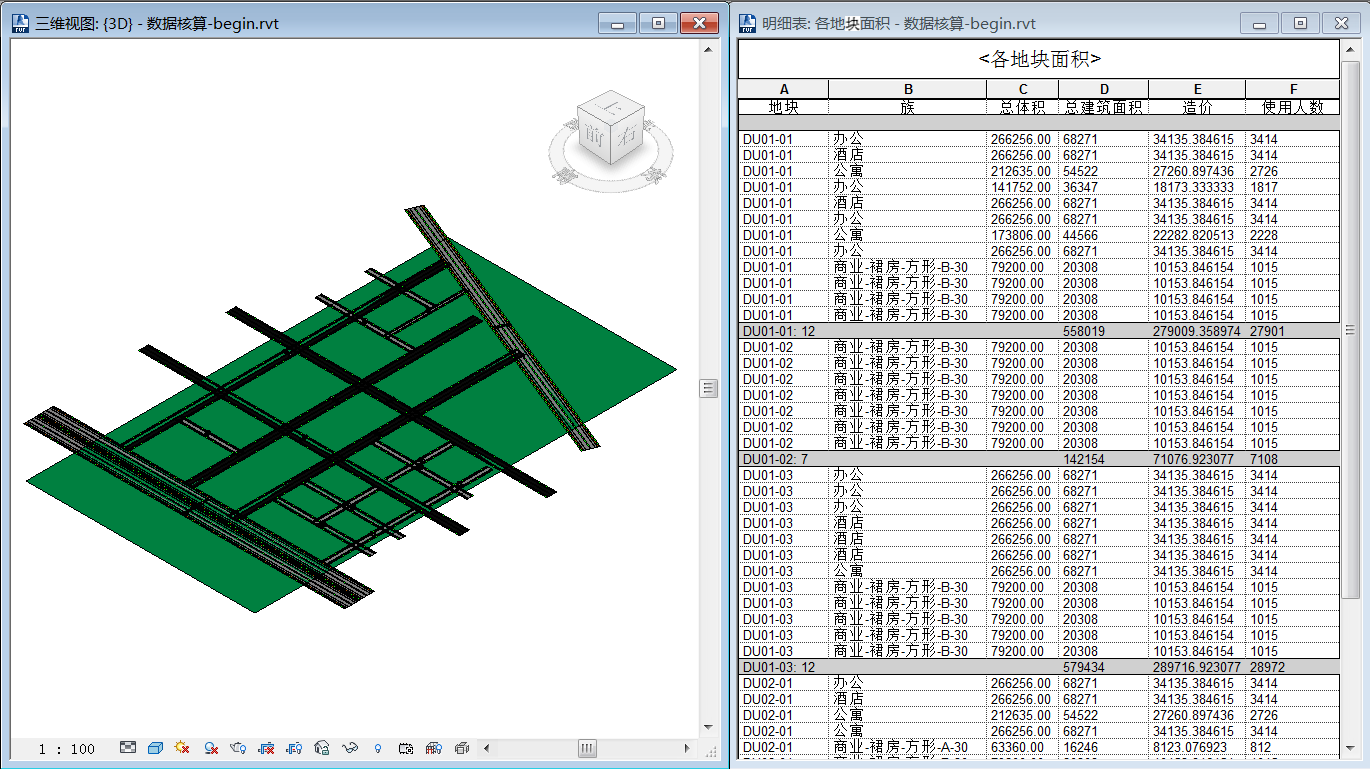 三维视图: {3D} - 数据核算-begin.rvt
上
前 右
1 : 100
明细表: 各地块面积 - 数据核算-begin.rvt
<各地块面积>
A B C D E F
地块 族 总体积 总建筑面积 造价 使用人数
DU01-01 办公 266256.00 68271 34135.384615 3414
DU01-01 酒店 266256.00 68271 34135.384615 3414
DU01-01 公寓 212635.00 54522 27260.897436 2726
DU01-01 办公 141752.00 36347 18173.333333 1817
DU01-01 酒店 266256.00 68271 34135.384615 3414
DU01-01 办公 266256.00 68271 34135.384615 3414
DU01-01 公寓 173806.00 44566 22282.820513 2228
DU01-01 办公 266256.00 68271 34135.384615 3414
DU01-01 商业-裙房-方形-B-30 79200.00 20308 10153.846154 1015
DU01-01 商业-裙房-方形-B-30 79200.00 20308 10153.846154 1015
DU01-01 商业-裙房-方形-B-30 79200.00 20308 10153.846154 1015
DU01-01 商业-裙房-方形-B-30 79200.00 20308 10153.846154 1015
DU01-01: 12 558019 279009.358974 27901
DU01-02 商业-裙房-方形-B-30 79200.00 20308 10153.846154 1015
DU01-02 商业-裙房-方形-B-30 79200.00 20308 10153.846154 1015
DU01-02 商业-裙房-方形-B-30 79200.00 20308 10153.846154 1015
DU01-02 商业-裙房-方形-B-30 79200.00 20308 10153.846154 1015
DU01-02 商业-裙房-方形-B-30 79200.00 20308 10153.846154 1015
DU01-02 商业-裙房-方形-B-30 79200.00 20308 10153.846154 1015
DU01-02 商业-裙房-方形-B-30 79200.00 20308 10153.846154 1015
DU01-02: 7 142154 71076.923077 7108
DU01-03 办公 266256.00 68271 34135.384615 3414
DU01-03 办公 266256.00 68271 34135.384615 3414
DU01-03 办公 266256.00 68271 34135.384615 3414
DU01-03 酒店 266256.00 68271 34135.384615 3414
DU01-03 酒店 266256.00 68271 34135.384615 3414
DU01-03 酒店 266256.00 68271 34135.384615 3414
DU01-03 公寓 266256.00 68271 34135.384615 3414
DU01-03 商业-裙房-方形-B-30 79200.00 20308 10153.846154 1015
DU01-03 商业-裙房-方形-B-30 79200.00 20308 10153.846154 1015
DU01-03 商业-裙房-方形-B-30 79200.00 20308 10153.846154 1015
DU01-03 商业-裙房-方形-B-30 79200.00 20308 10153.846154 1015
DU01-03 商业-裙房-方形-B-30 79200.00 20308 10153.846154 1015
DU01-03: 12 579434 289716.923077 28972
DU02-01 办公 266256.00 68271 34135.384615 3414
DU02-01 酒店 266256.00 68271 34135.384615 3414
DU02-01 公寓 212635.00 54522 27260.897436 2726
DU02-01 办公 266256.00 68271 34135.384615 3414
DU02-01 商业-裙房-方形-A-30 63360.00 16246 8123.076923 812